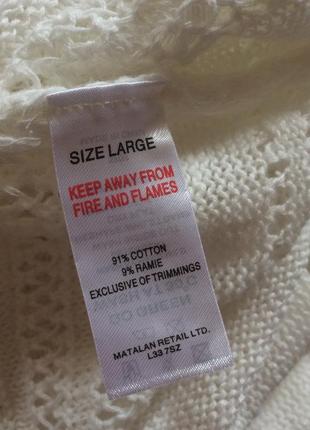 SIZE LARGE
KEEP AWAY FROM
FIRE AND FLAMES
91% COTTON
9% RAMIE
EXCLUSIVE OF TRIMMINGS
MATALAN RETAIL LTD.
L33 7SZ